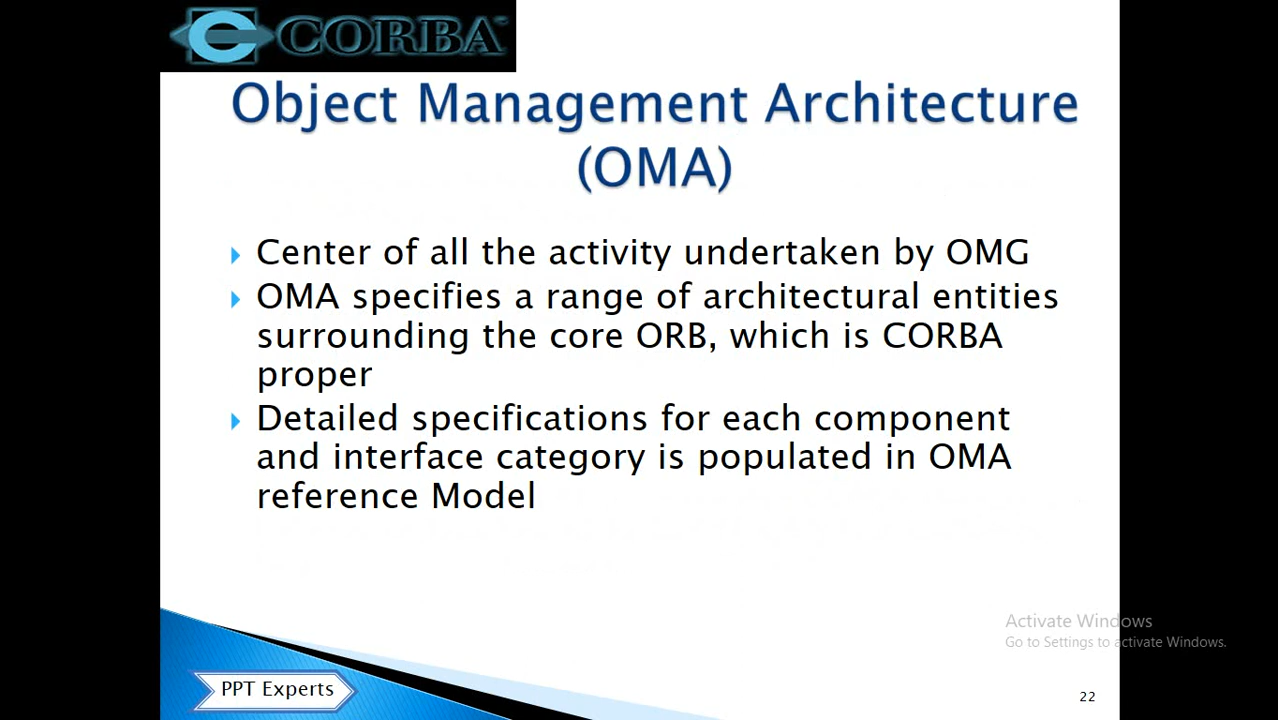 CORBA™
Object Management Architecture
(OMA)
Center of all the activity undertaken by OMG
OMA specifies a range of architectural entities
surrounding the core ORB, which is CORBA
proper
Detailed specifications for each component
and interface category is populated in OMA
reference Model
Activate Windows
Go to Settings to activate Windows.
PPT Experts
22